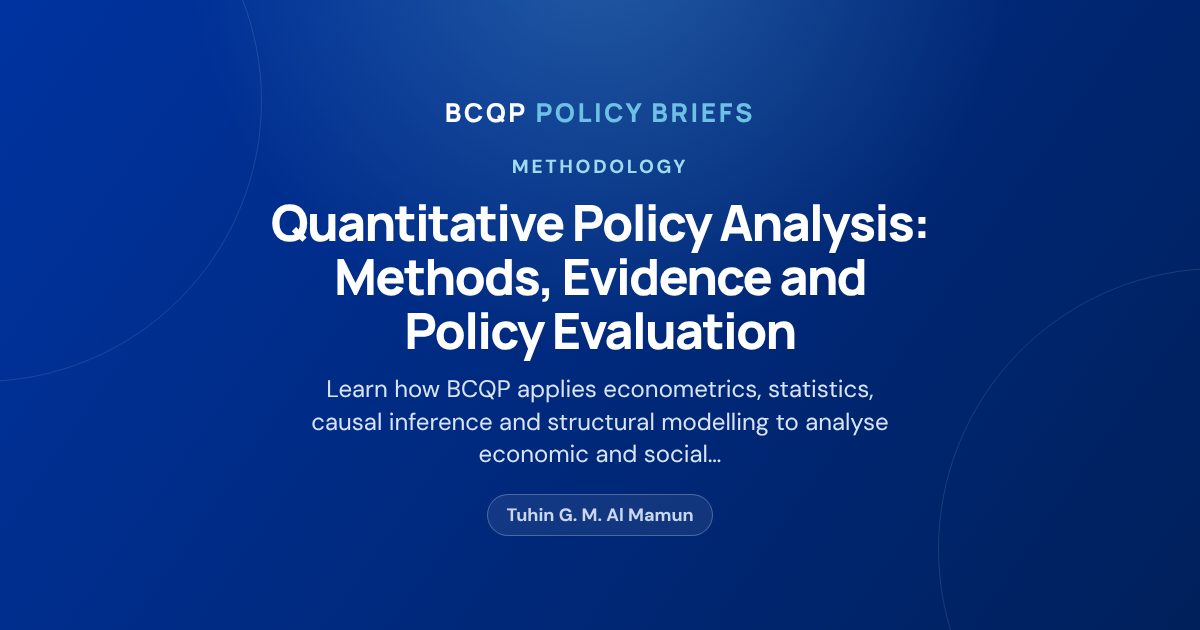 BCQP POLICY BRIEFS
METHODOLOGY
Quantitative Policy Analysis:
Methods, Evidence and
Policy Evaluation
Learn how BCQP applies econometrics, statistics,
causal inference and structural modelling to analyse
economic and social...
Tuhin G. M. Al Mamun